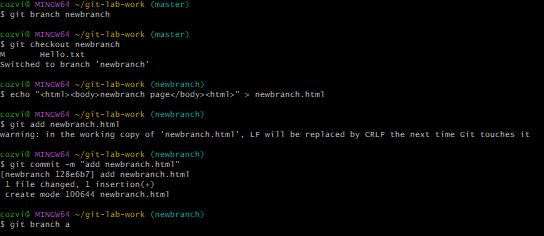 cozvi@ MINGW64 ~/git-lab-work (master)
$ git branch newbranch
cozvi@ MINGW64 ~/git-lab-work (master)
$ git checkout newbranch
M       Hello.txt
Switched to branch 'newbranch'
cozvi@ MINGW64 ~/git-lab-work (newbranch)
$ echo "<html><body>newbranch page</body><html>" > newbranch.html
cozvi@ MINGW64 ~/git-lab-work (newbranch)
$ git add newbranch.html
warning: in the working copy of 'newbranch.html', LF will be replaced by CRLF the next time Git touches it
cozvi@ MINGW64 ~/git-lab-work (newbranch)
$ git commit -m "add newbranch.html"
[newbranch 128e6b7] add newbranch.html
 1 file changed, 1 insertion(+)
 create mode 100644 newbranch.html
cozvi@ MINGW64 ~/git-lab-work (newbranch)
$ git branch a